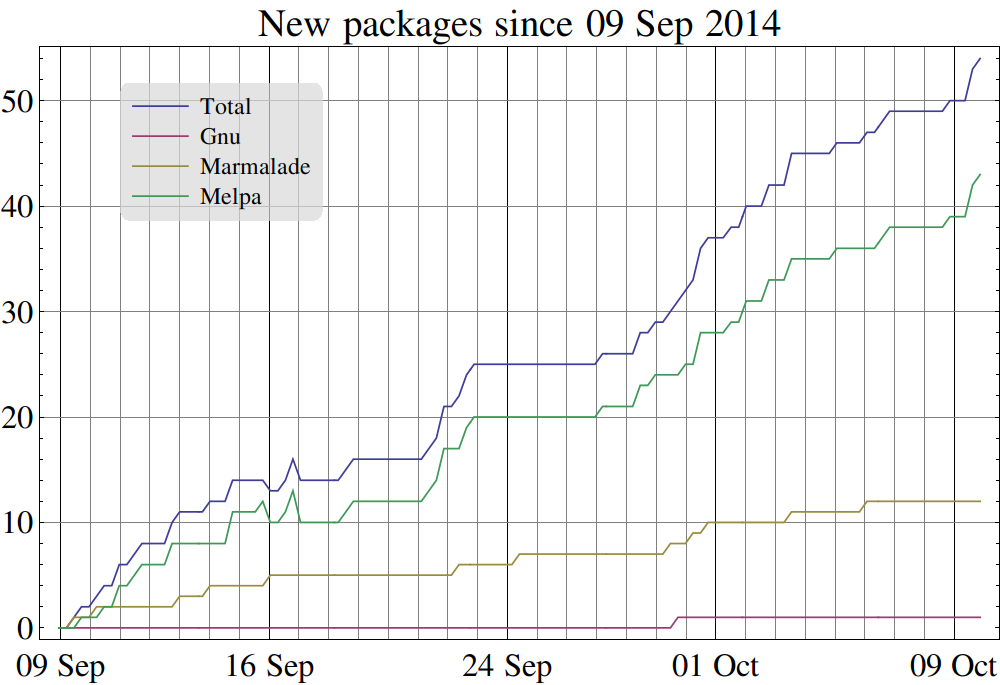 New packages since 09 Sep 2014
Total
Gnu
Marmalade
Melpa
50
40
30
20
10
0
09 Sep 16 Sep 24 Sep 01 Oct 09 Oct